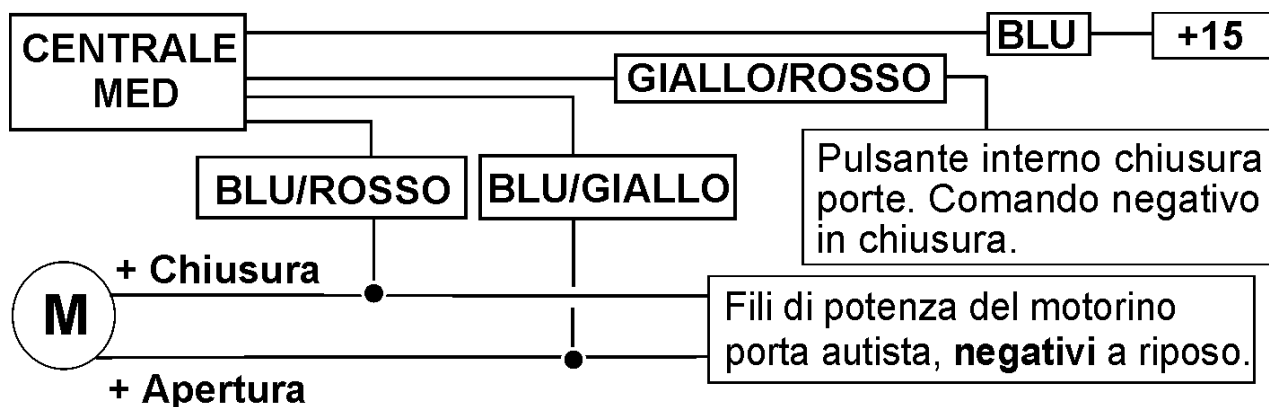 CENTRALE
MED
BLU
+15
GIALLO/ROSSO
BLU/ROSSO
BLU/GIALLO
Pulsante interno chiusura
porte. Comando negativo
in chiusura.
+ Chiusura
M
+ Apertura
Fili di potenza del motorino
porta autista, negativi a riposo.